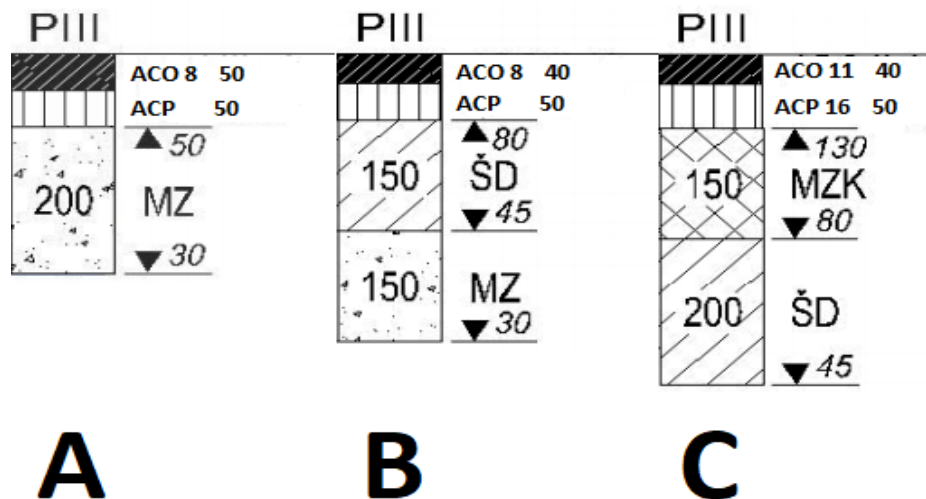 PIII
ACO 8 50
ACP 50
50
200 MZ
30
A
PIII
ACO 8 40
ACP 50
80
150 ŠD
45
150 MZ
30
B
PIII
ACO 11 40
ACP 16 50
130
150 MZK
80
200 ŠD
45
C